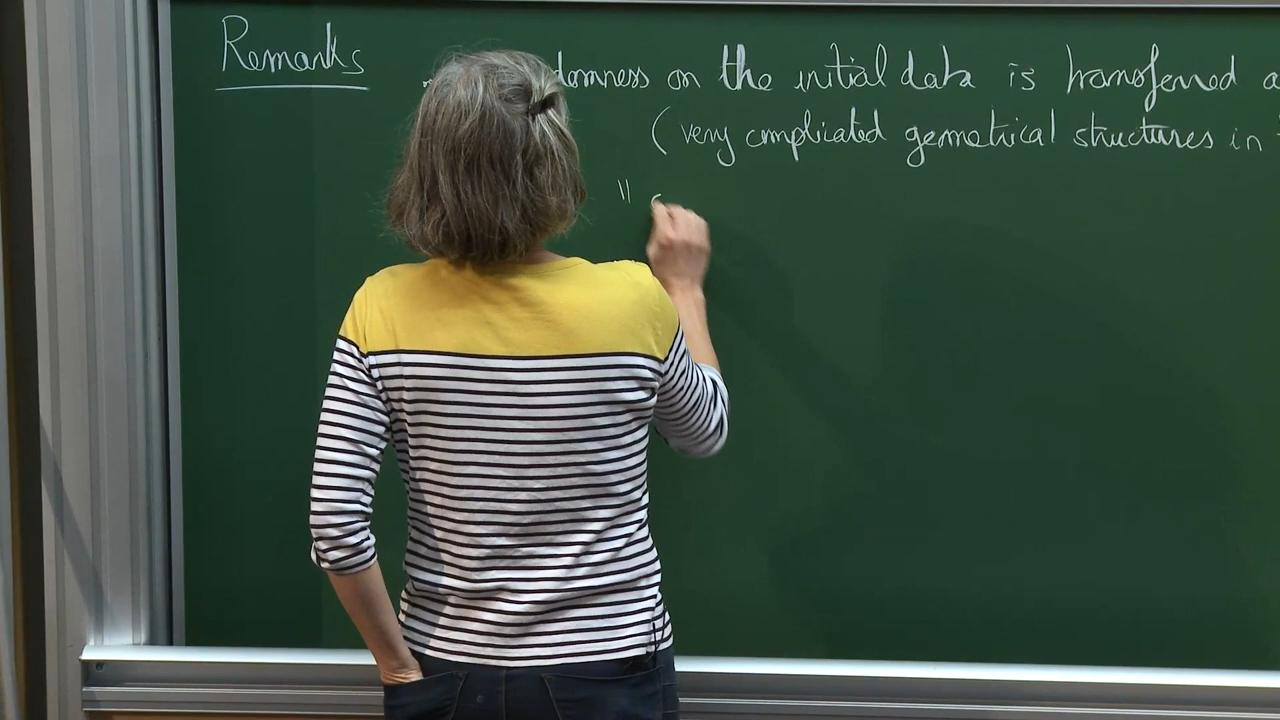 Remarks
domness on the initial data is transferred a
(very complicated geometrical structures in
"